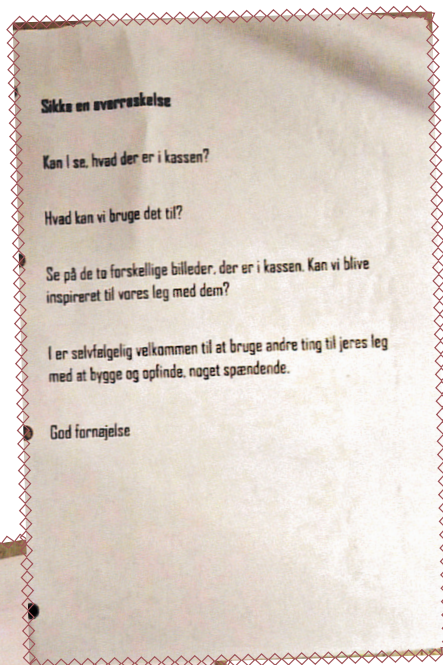 Sikke en overraskelse
Kan I se, hvad der er i kassen?
Hvad kan vi bruge det til?
Se på de to forskellige billeder, der er i kassen. Kan vi blive
inspireret til vores leg med dem?
I er selvfølgelig velkommen til at bruge andre ting til jeres leg
med at bygge og opfinde, noget spændende.
God fornøjelse